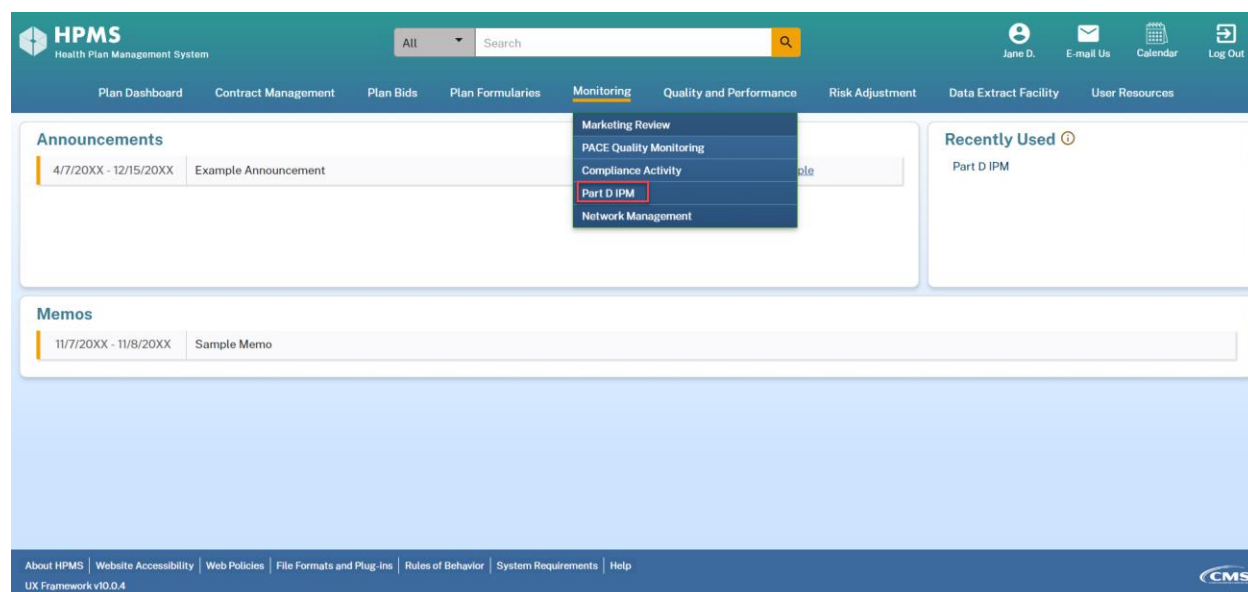 HPMS
Health Plan Management System
All
Search
Jane D.
E-mail Us
Calendar
Log Out
Plan Dashboard
Contract Management
Plan Bids
Plan Formularies
Monitoring
Quality and Performance
Risk Adjustment
Data Extract Facility
User Resources
Marketing Review
PACE Quality Monitoring
Compliance Activity
Part D IPM
Network Management
Announcements
4/7/20XX - 12/15/20XX
Example Announcement
ple
Recently Used
Part D IPM
Memos
11/7/20XX - 11/8/20XX
Sample Memo
About HPMS | Website Accessibility | Web Policies | File Formats and Plug-ins | Rules of Behavior | System Requirements | Help
UX Framework v10.0.4
CMS